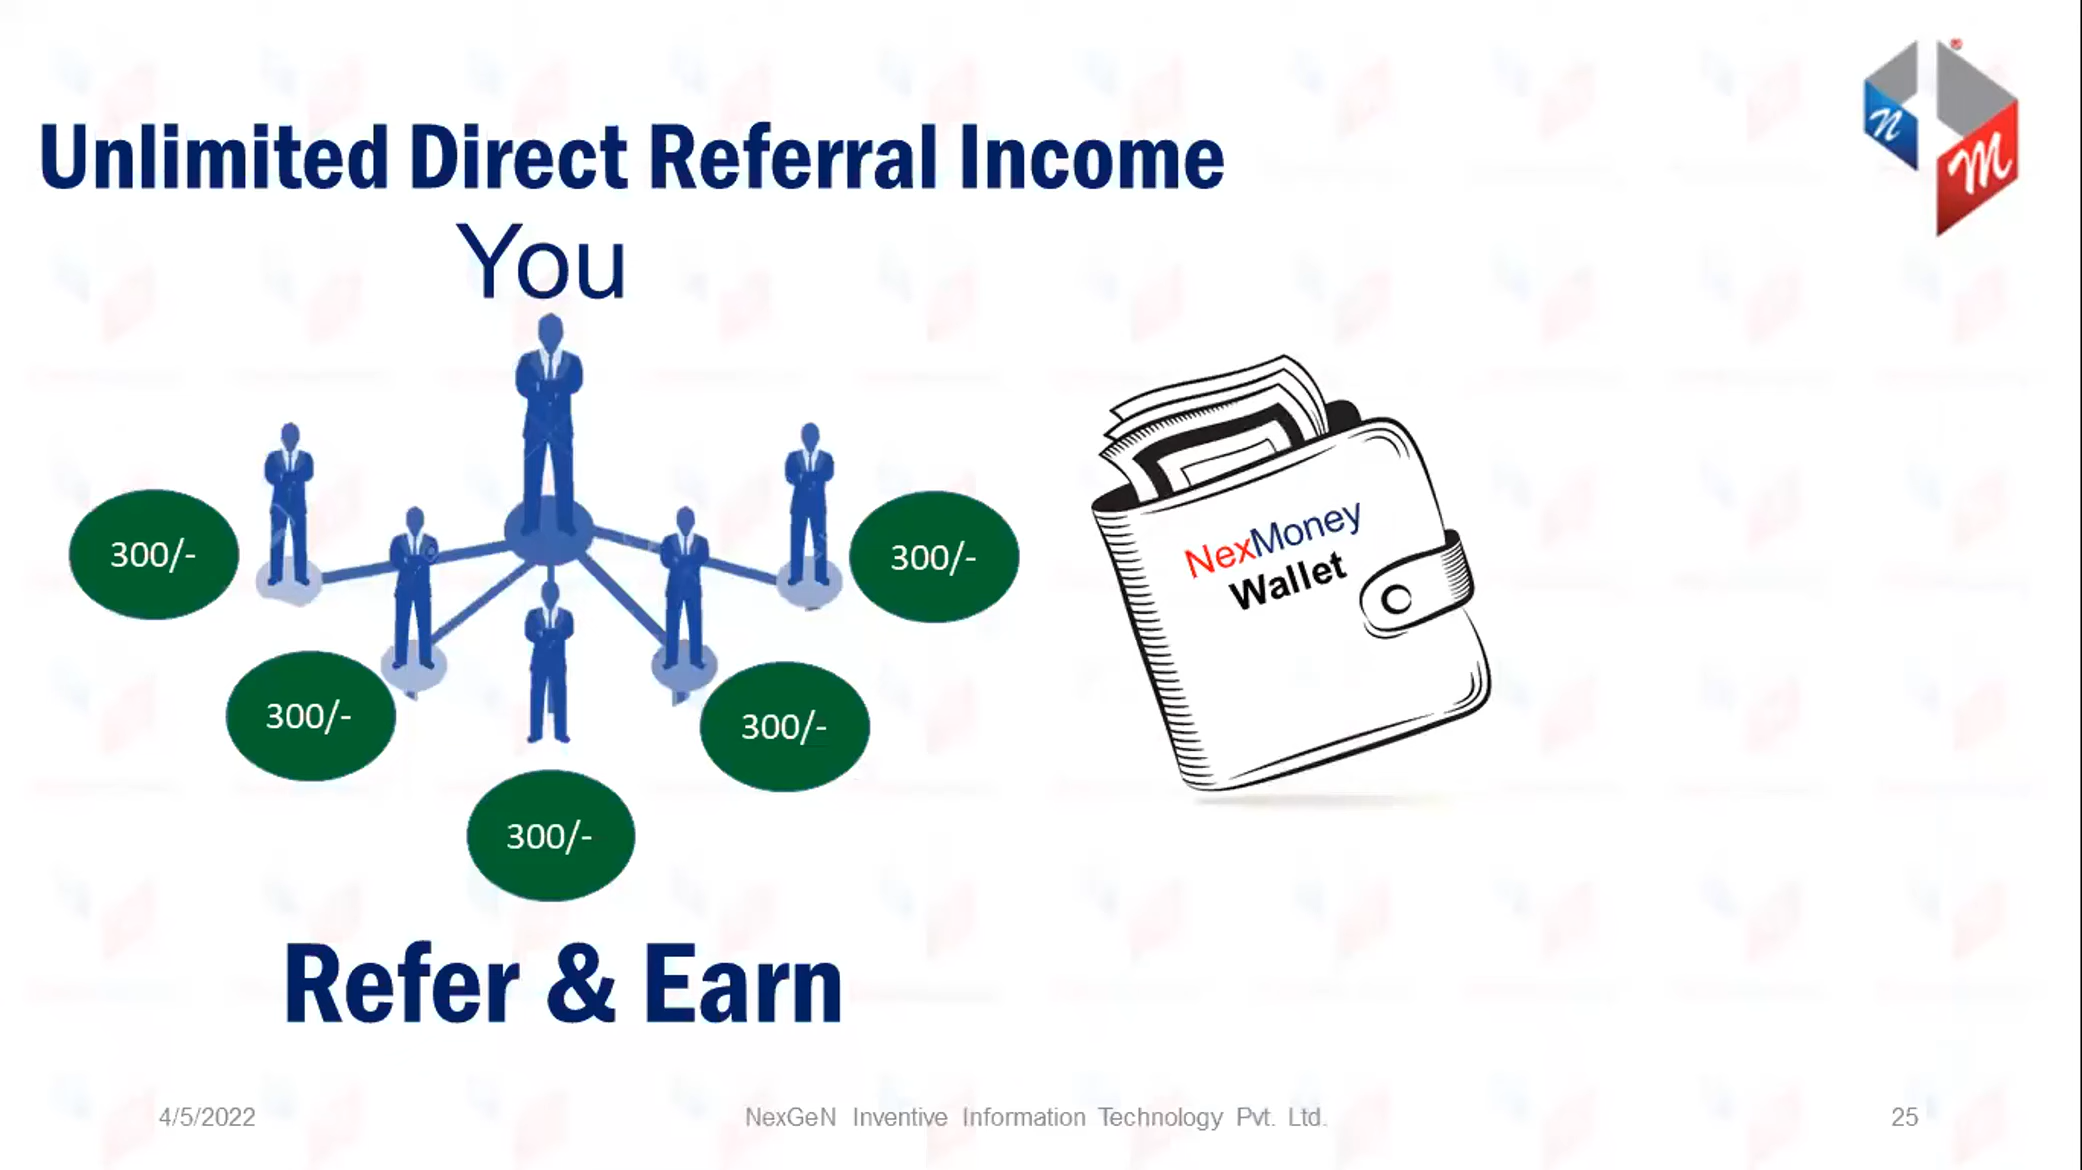 Unlimited Direct Referral Income
You
300/-
300/-
300/-
300/-
300/-
NexMoney
Wallet
Refer & Earn
n
M
®
4/5/2022
NexGeN Inventive Information Technology Pvt. Ltd.
25